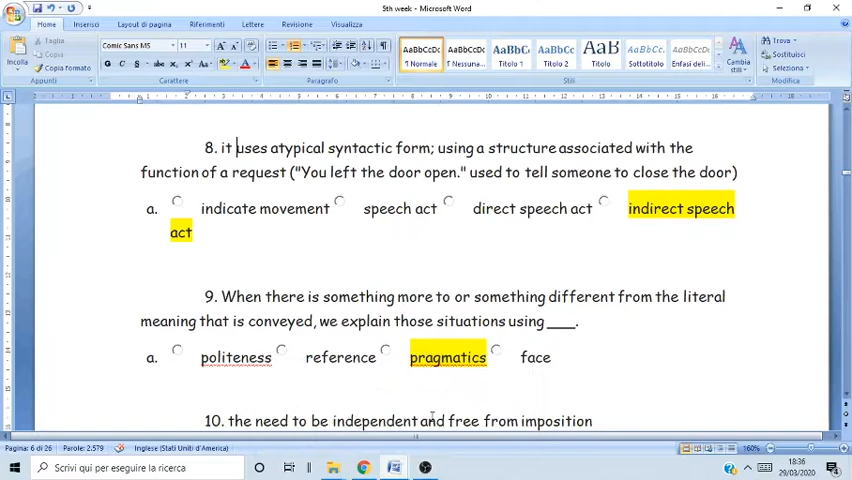 5th week - Microsoft Word
Home Inserisci Layout di pagina Riferimenti Lettere Revisione Visualizza
Incolla
Taglia
Copia
Copia formato
Appunti
Comic Sans MS 11
Carattere
Paragrafo
AaBbCcDc AaBbCcDc AaBbC AaBbCc AaB AaBbCc. AaBbCcDc
¶ Normale ¶ Nessuna... Titolo 1 Titolo 2 Titolo Sottotitolo Enfasi deli...
Stili
Cambia stili
Trova
Sostituisci
Seleziona
Modifica
8. it uses atypical syntactic form; using a structure associated with the
function of a request ("You left the door open." used to tell someone to close the door)
a. indicate movement speech act direct speech act indirect speech
act
9. When there is something more to or something different from the literal
meaning that is conveyed, we explain those situations using ___.
a. politeness reference pragmatics face
10. the need to be independent and free from imposition
Pagina: 6 di 26 Parole: 2.579 Inglese (Stati Uniti d'America) 160%
Scrivi qui per eseguire la ricerca
18:36
29/03/2020